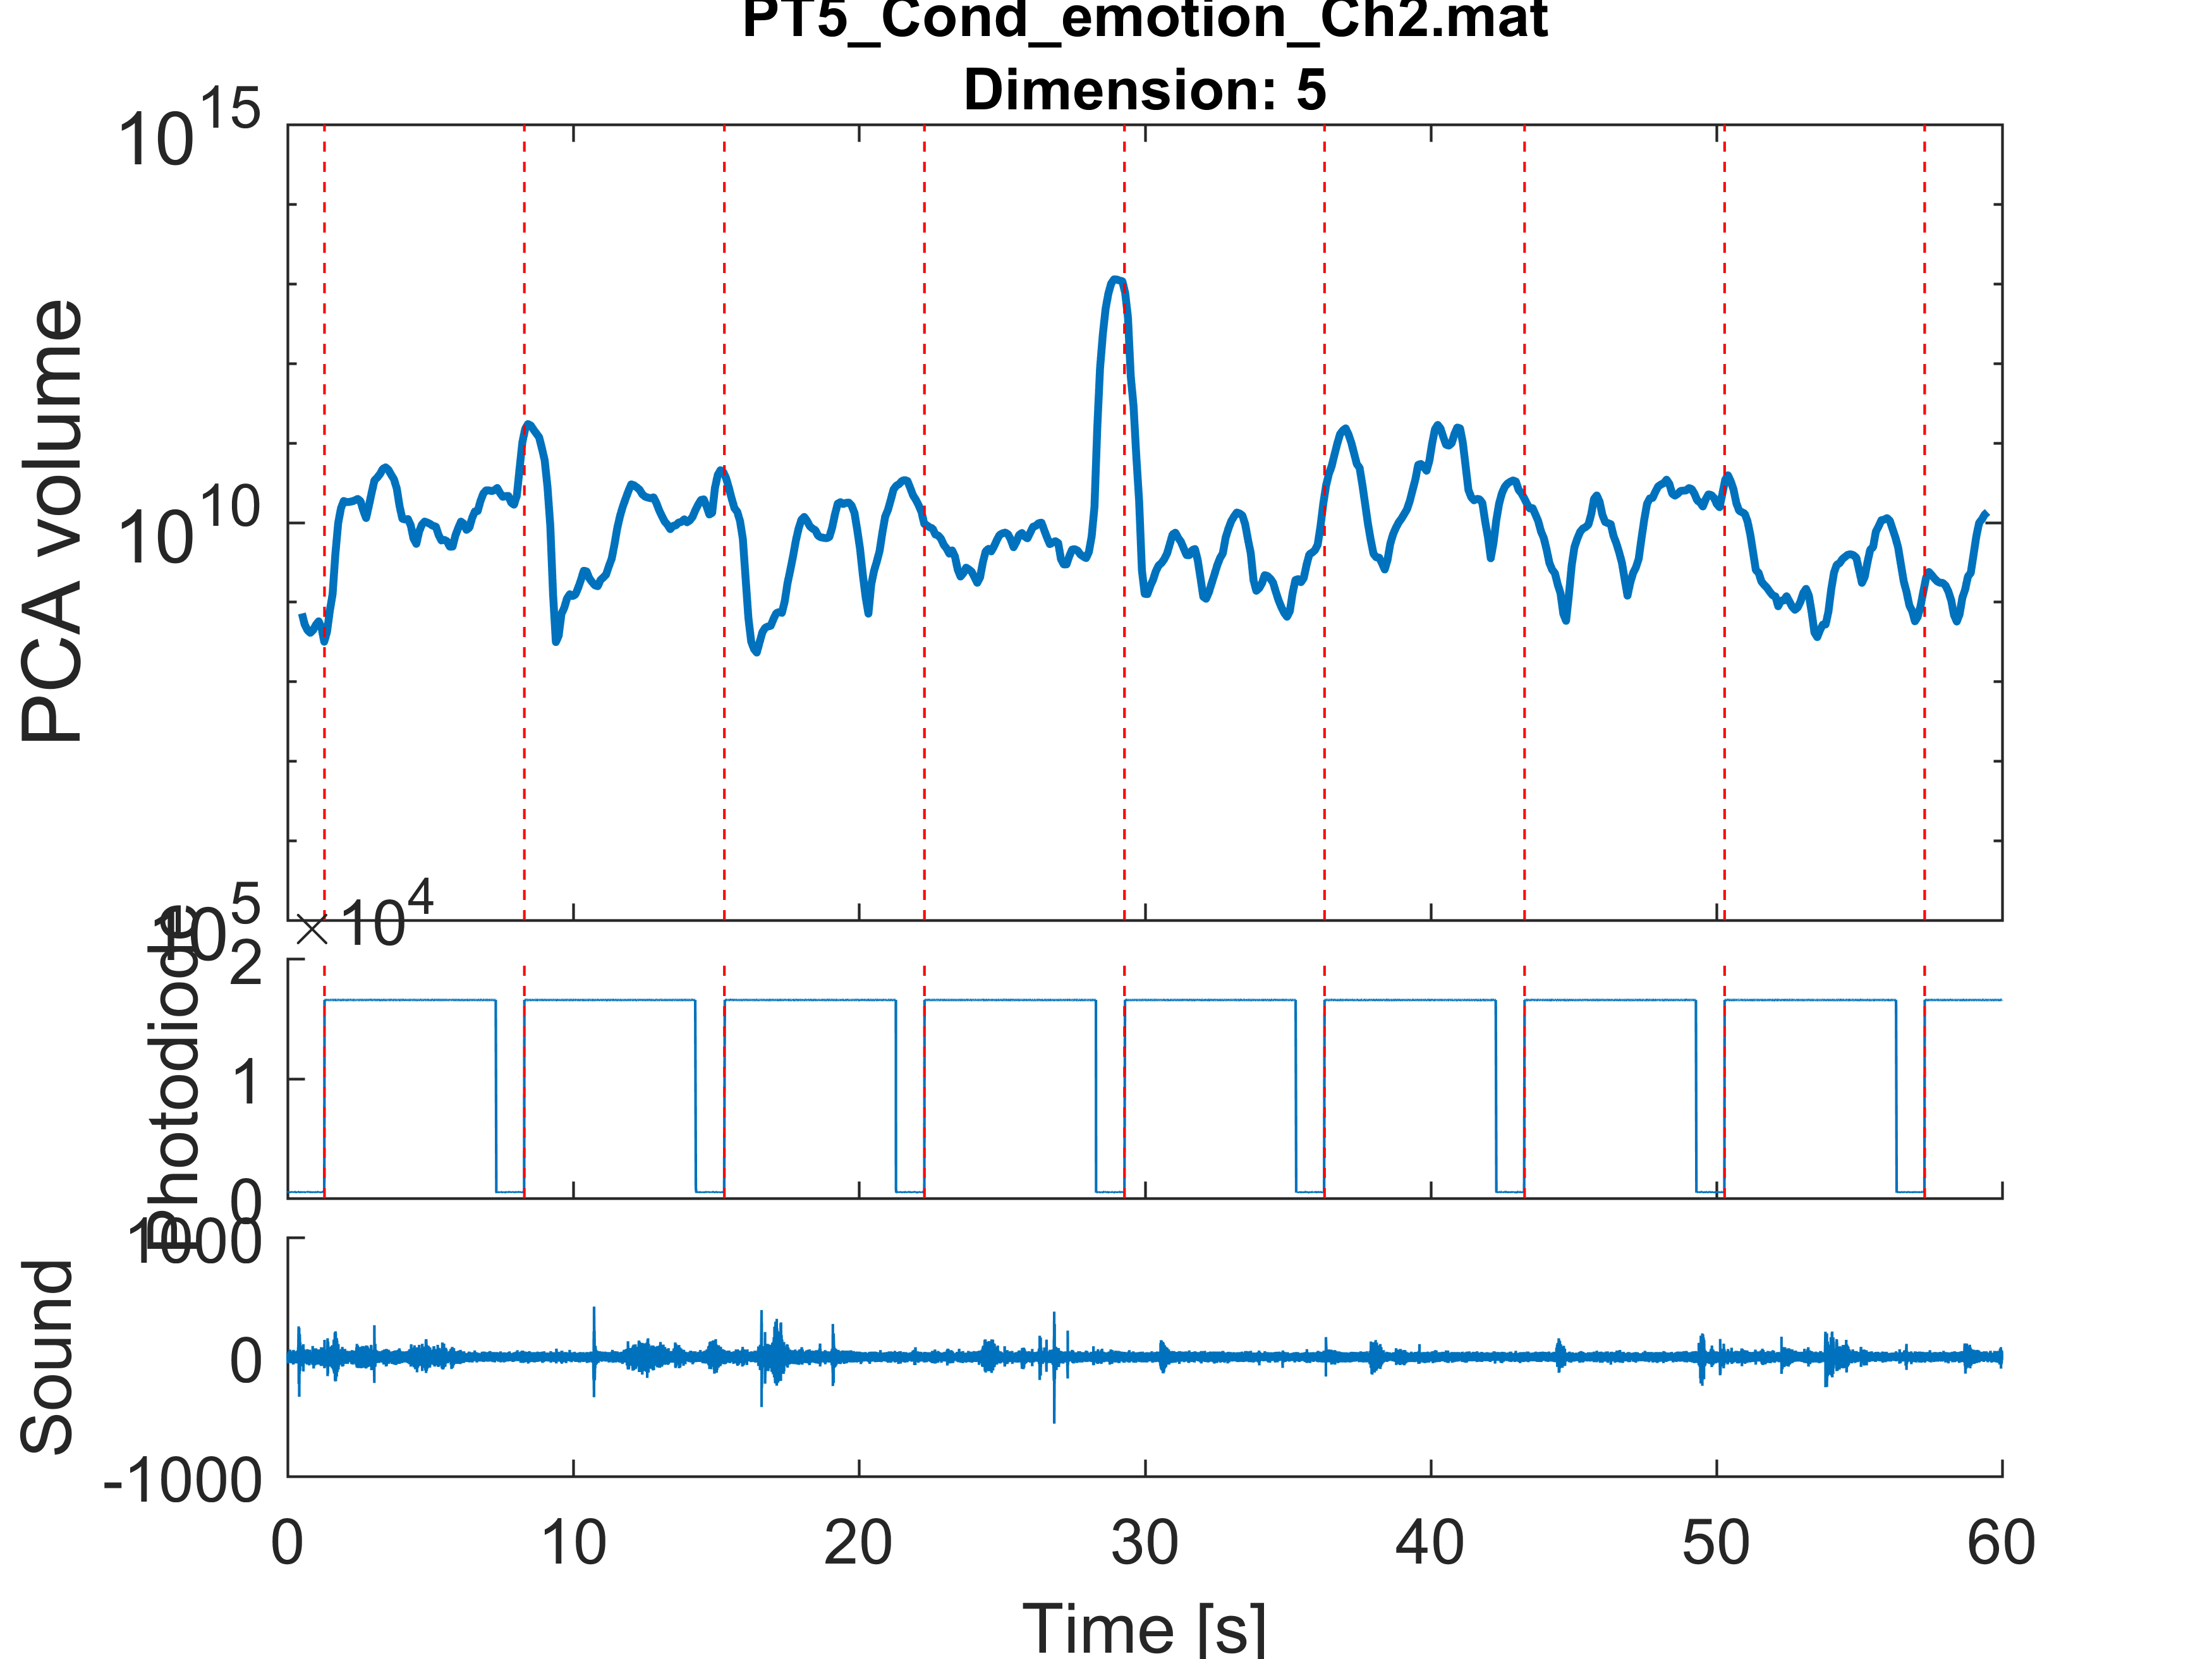 PT5_Cond_emotion_Ch2.mat
Dimension: 5
10^15
10^10
10^5
PCA volume
×10^4
2
1
0
Photodiode
1000
0
-1000
Sound
0 10 20 30 40 50 60
Time [s]